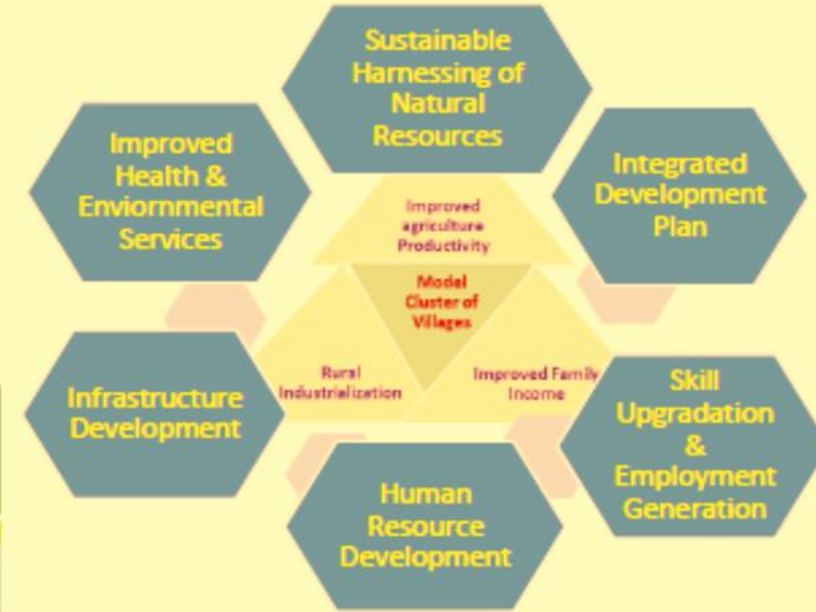 Sustainable
Harnessing of
Natural
Resources
Improved
Health &
Enviornmental
Services
Integrated
Development
Plan
Improved
agriculture
Productivity
Model
Cluster of
Villages
Rural
Industrialization
Improved Family
Income
Infrastructure
Development
Skill
Upgradation
&
Employment
Generation
Human
Resource
Development